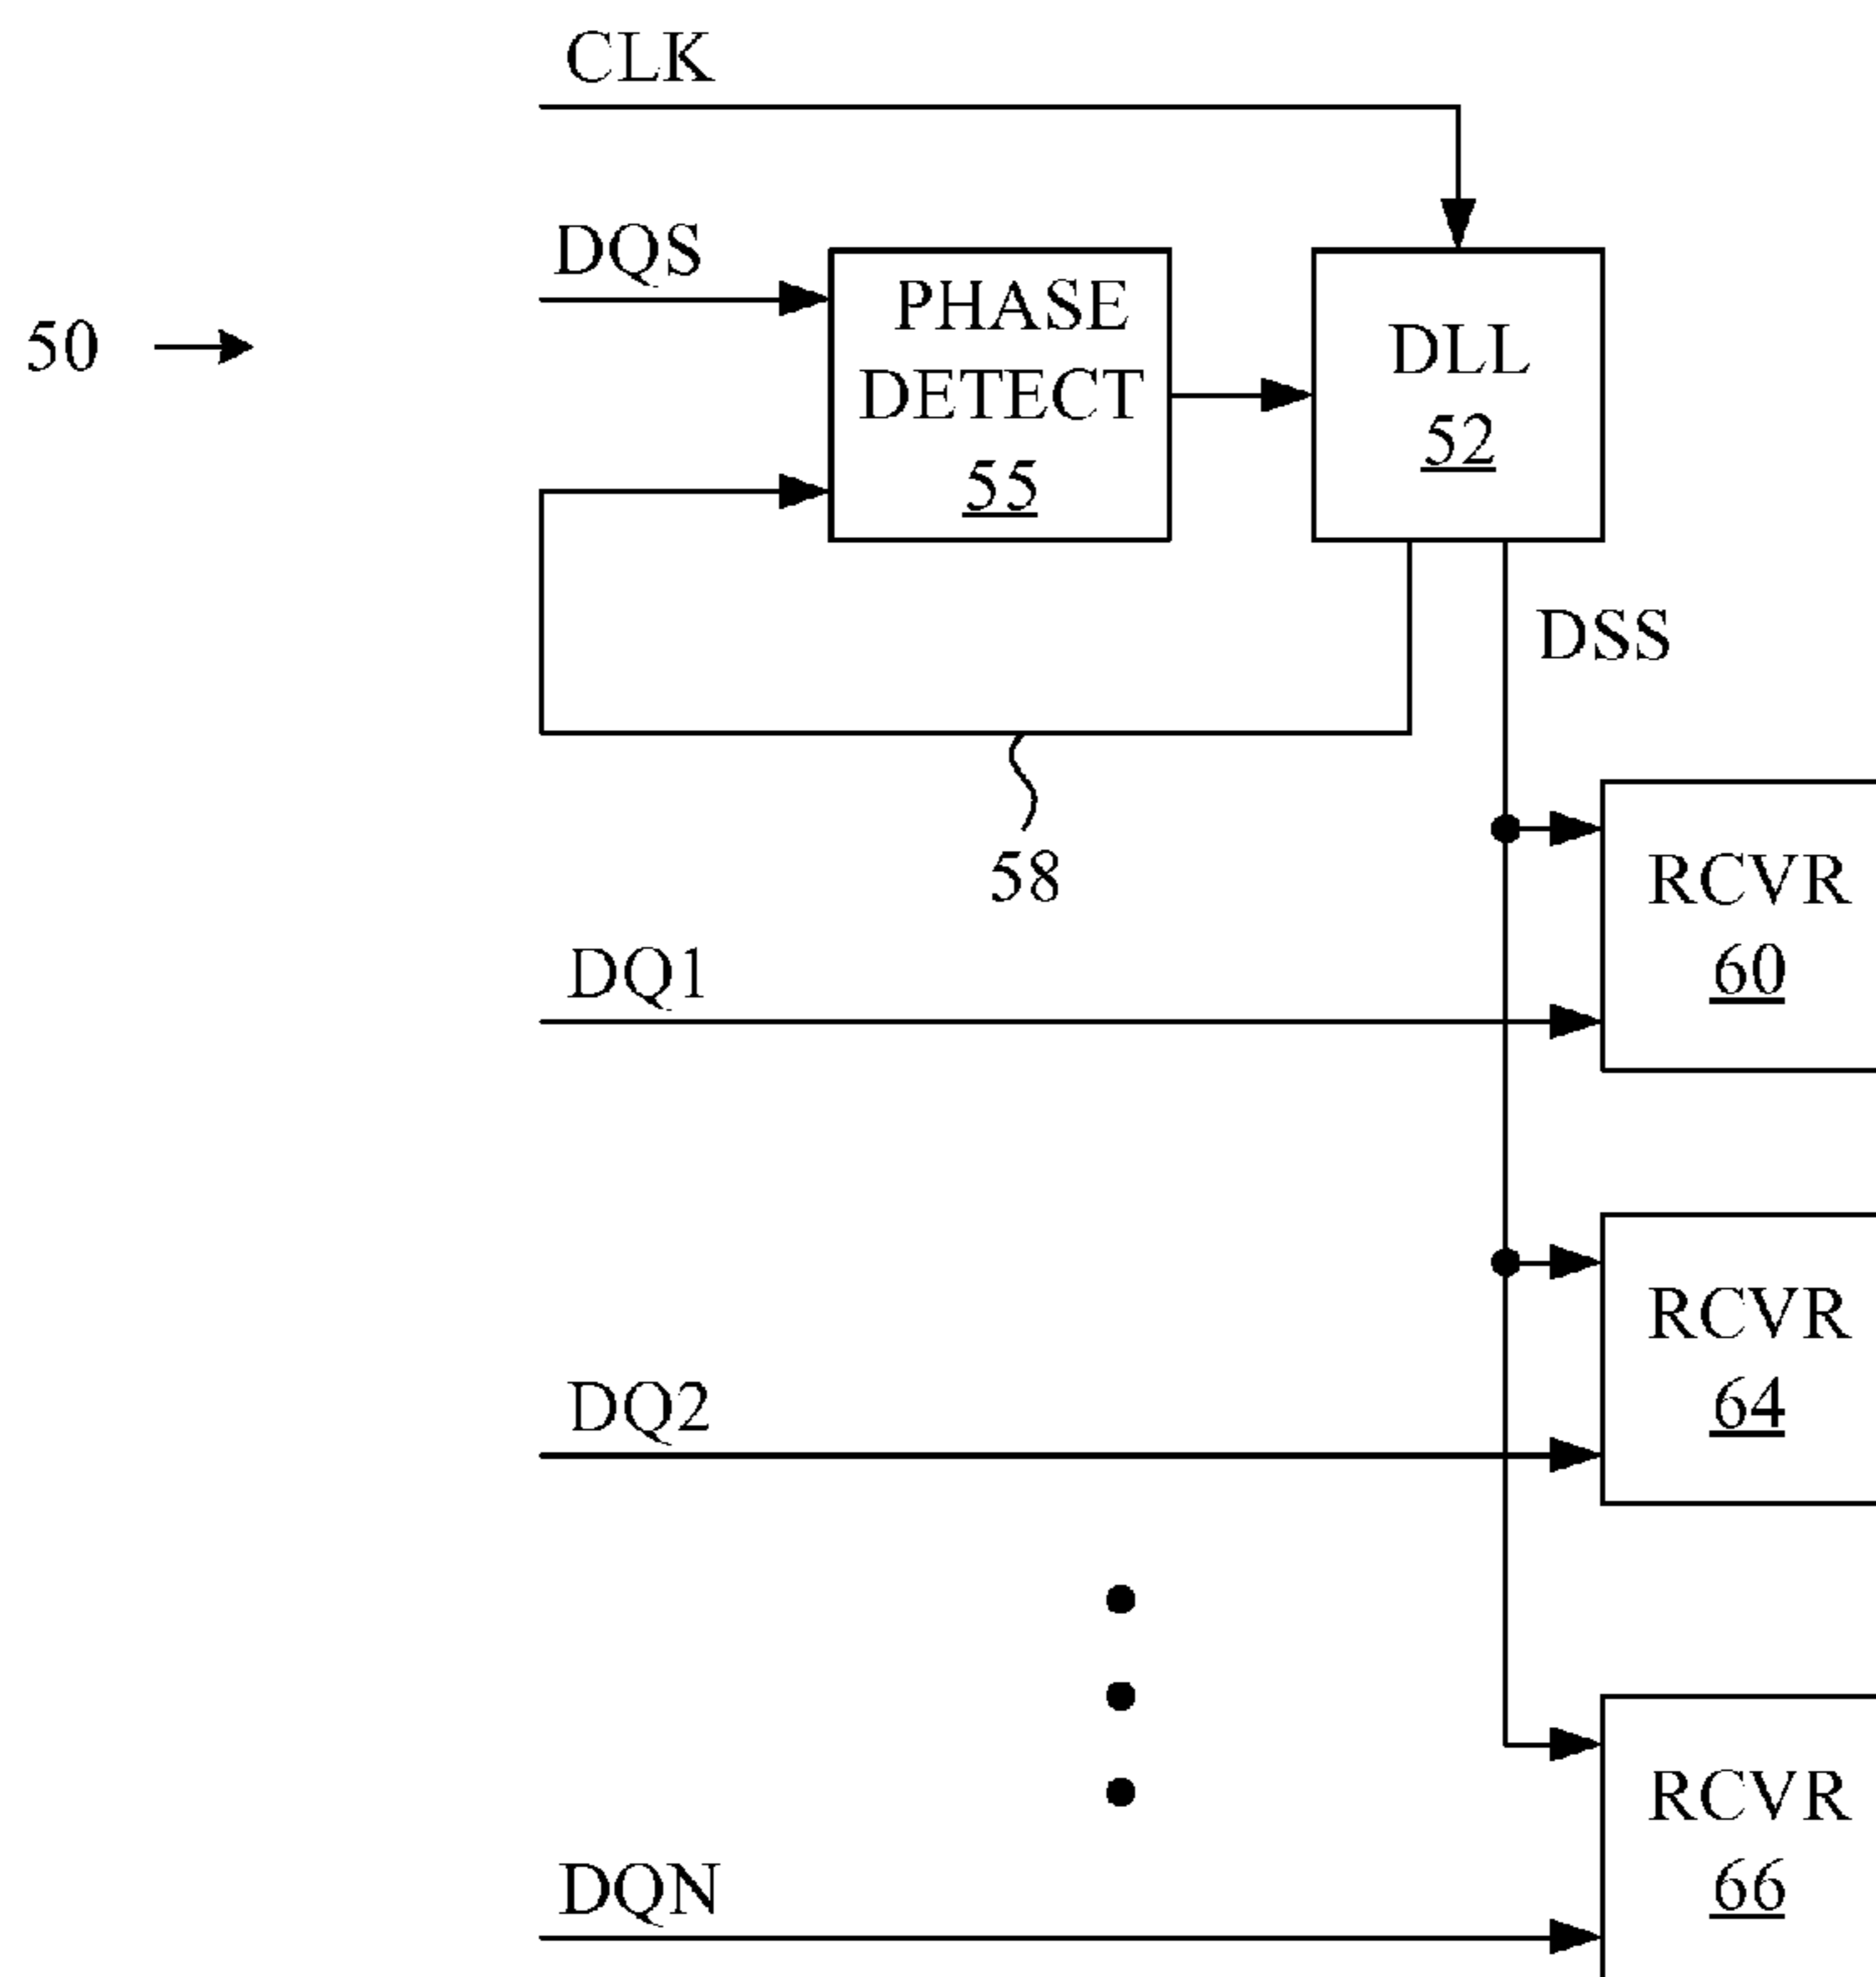 CLK
DQS
50
PHASE
DETECT
55
DLL
52
DSS
58
RCVR
60
DQ1
RCVR
64
DQ2
RCVR
66
DQN